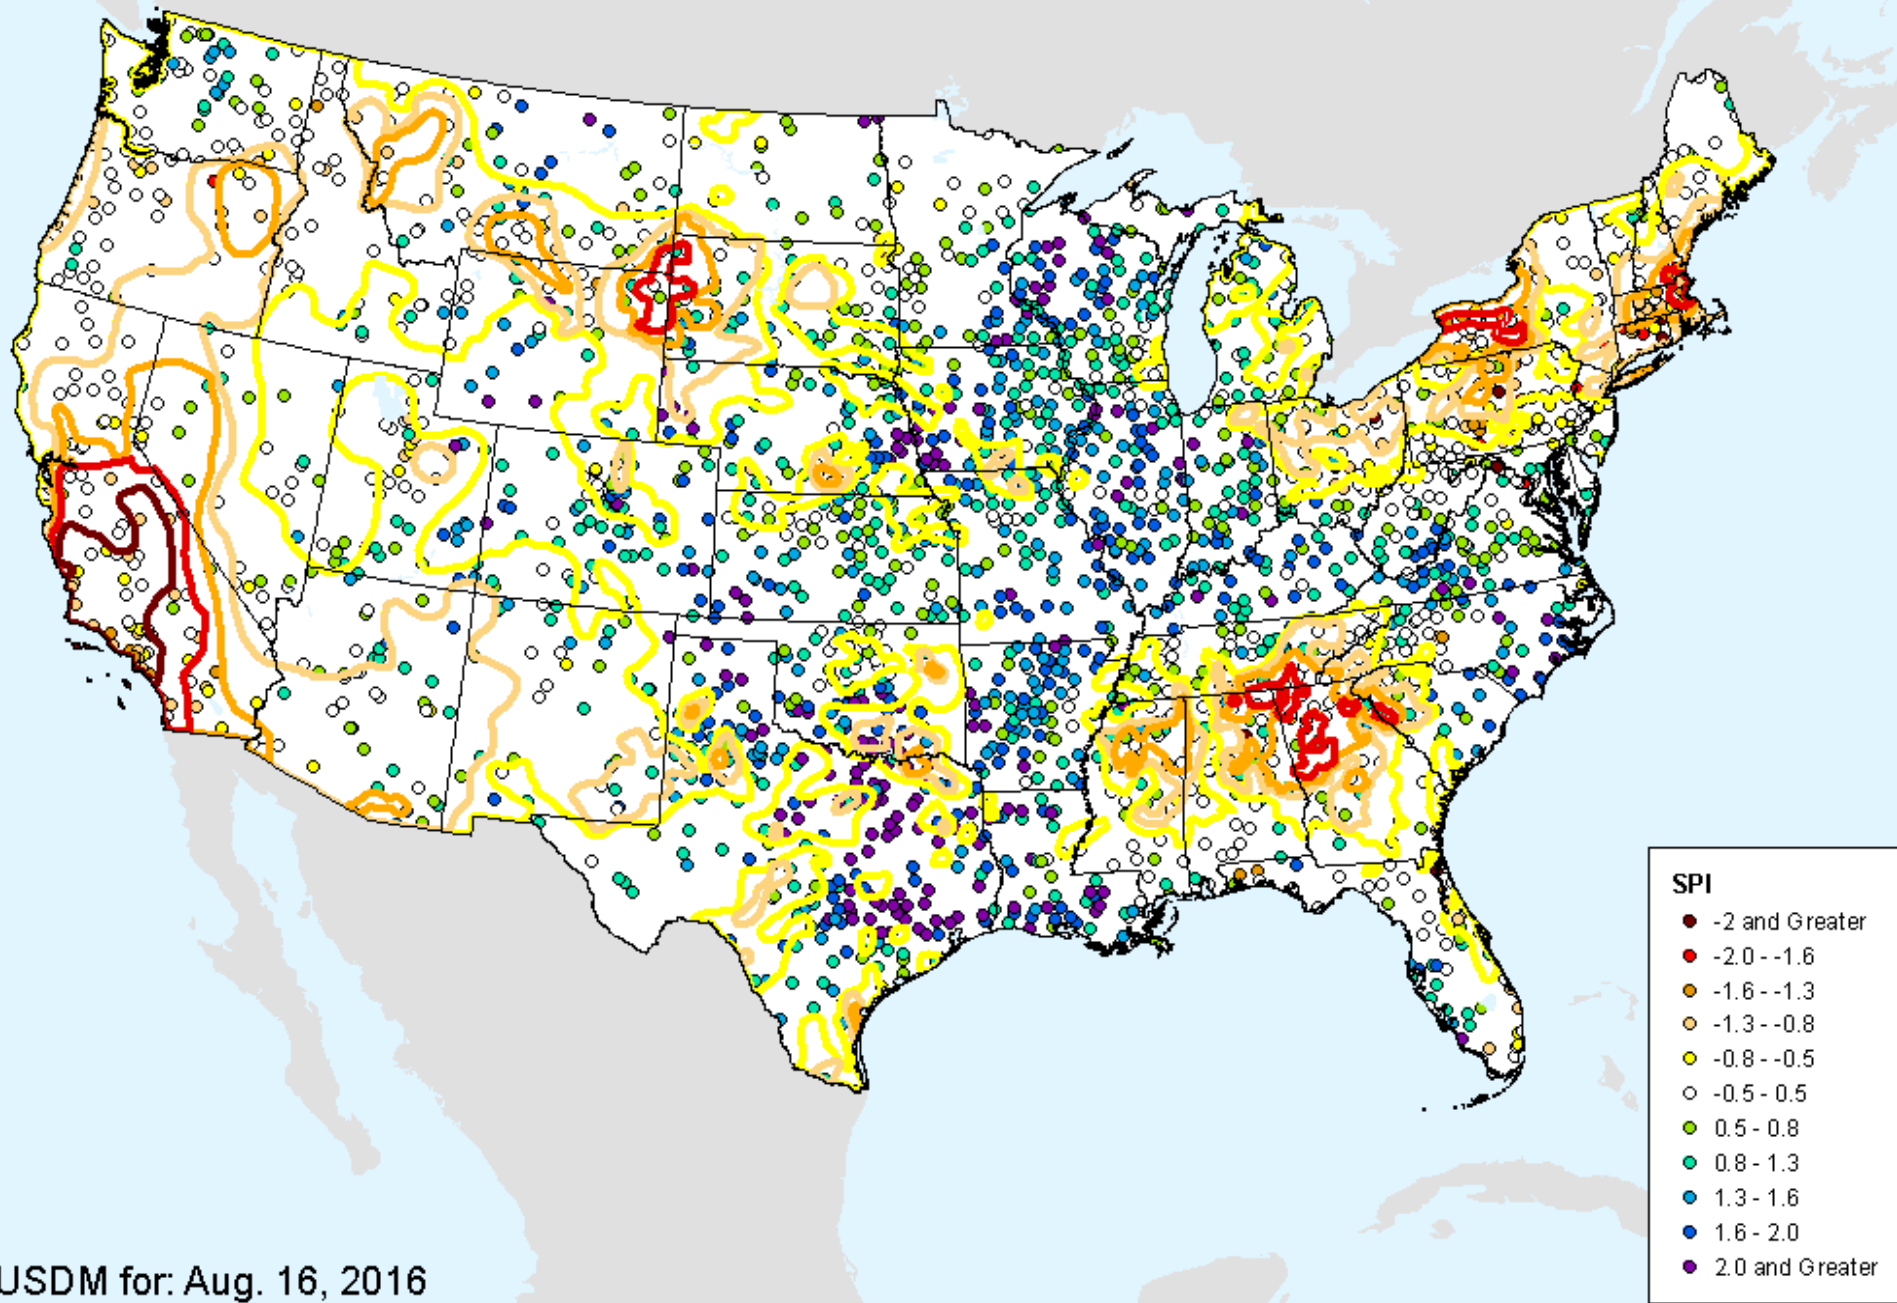 SPI
-2 and Greater
-2.0 - -1.6
-1.6 - -1.3
-1.3 - -0.8
-0.8 - -0.5
-0.5 - 0.5
0.5 - 0.8
0.8 - 1.3
1.3 - 1.6
1.6 - 2.0
2.0 and Greater
USDM for: Aug. 16, 2016